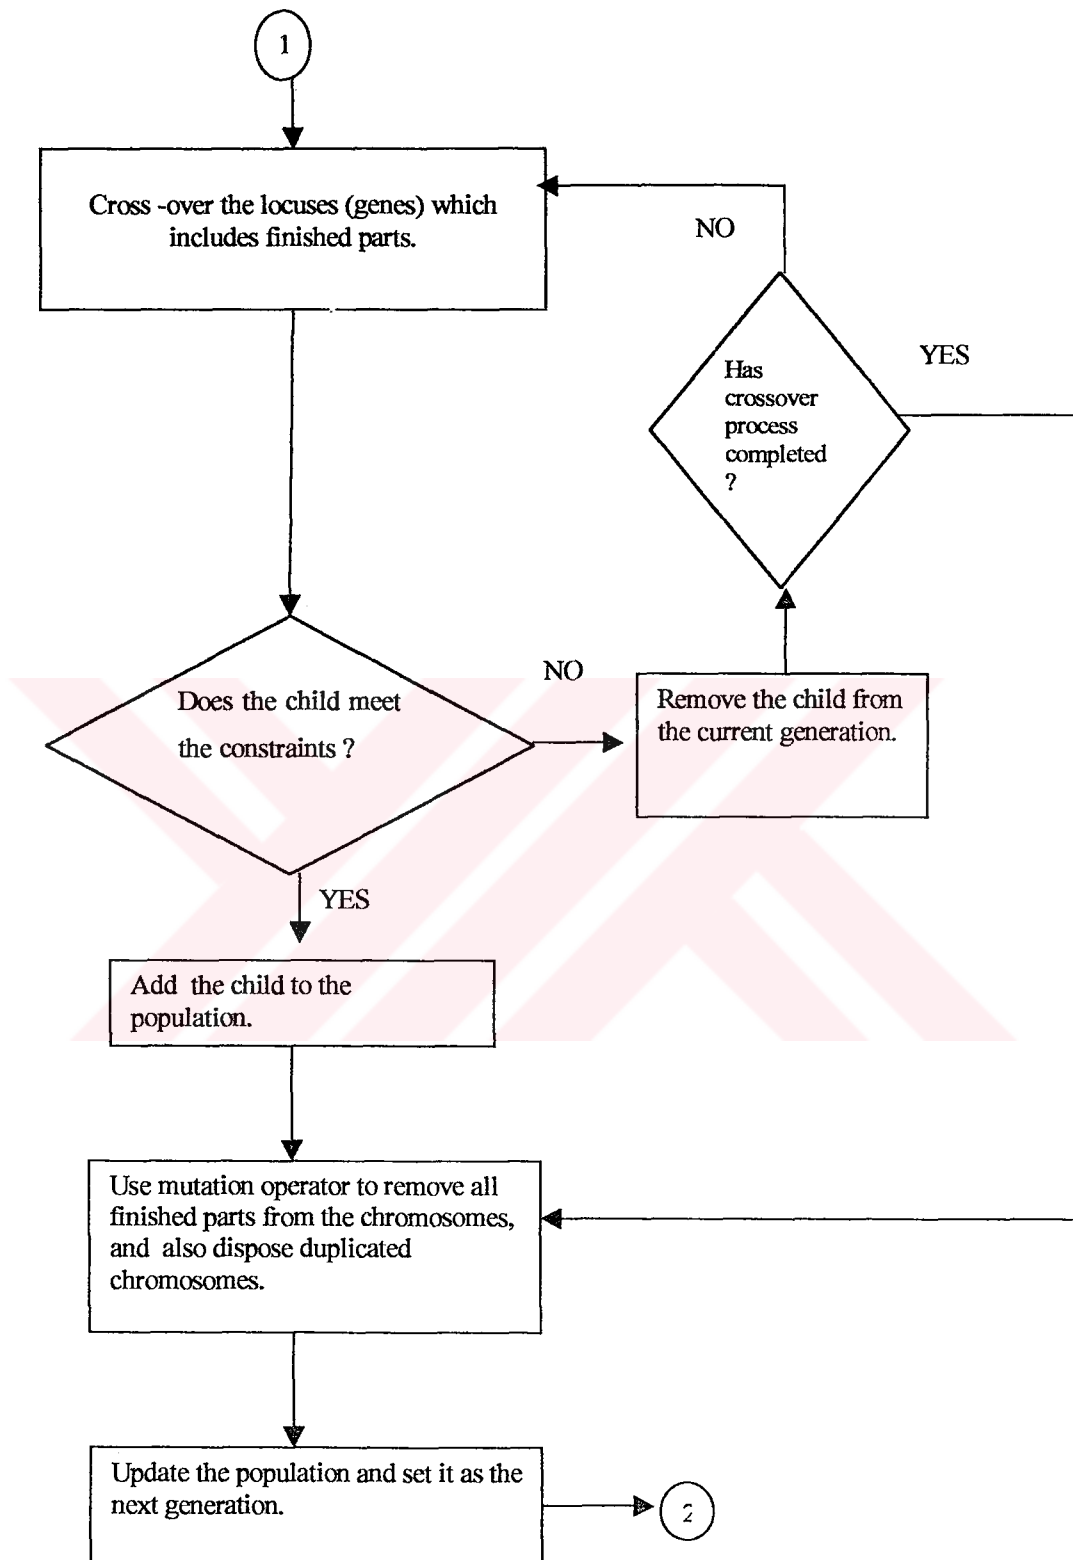 1
Cross -over the locuses (genes) which
includes finished parts.
NO
YES
Has
crossover
process
completed
?
Does the child meet
the constraints ?
NO
Remove the child from
the current generation.
YES
Add the child to the
population.
Use mutation operator to remove all
finished parts from the chromosomes,
and also dispose duplicated
chromosomes.
Update the population and set it as the
next generation.
2